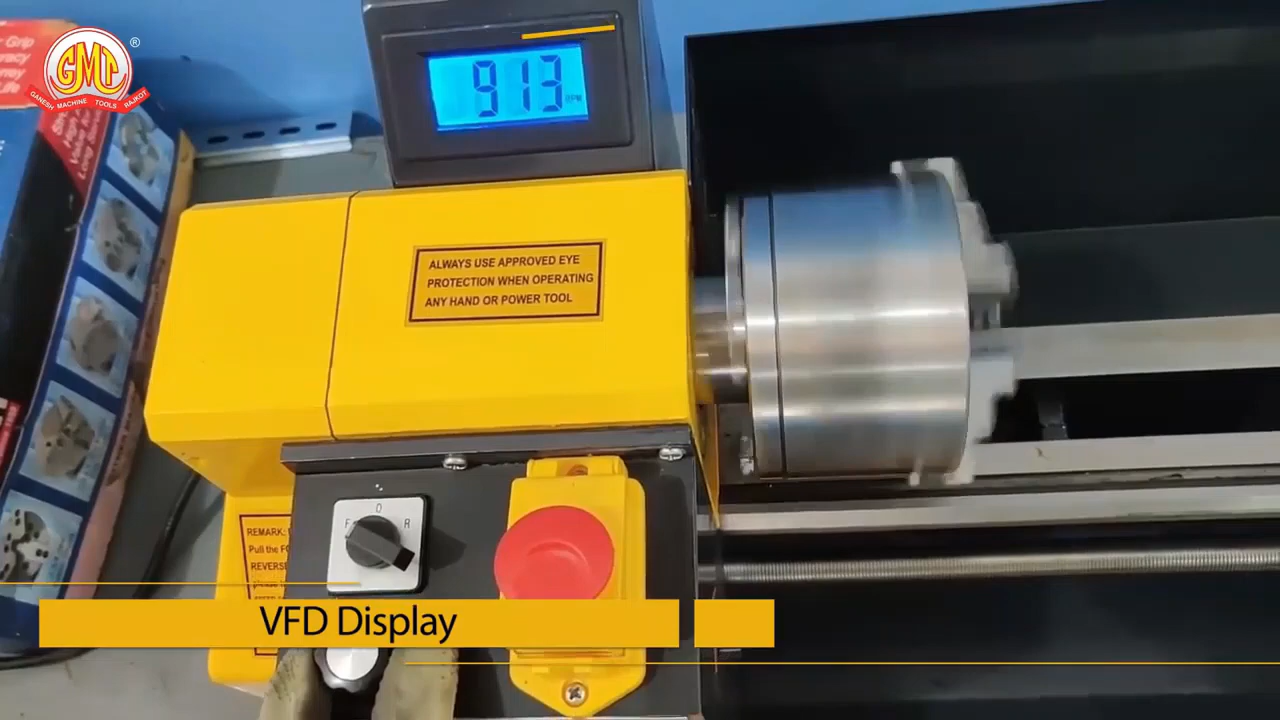 GMT
®
GANESH MACHINE TOOLS RAJKOT
913
ALWAYS USE APPROVED EYE
PROTECTION WHEN OPERATING
ANY HAND OR POWER TOOL
O
F
R
REMARK:
Pull the
REVERSE
VFD Display